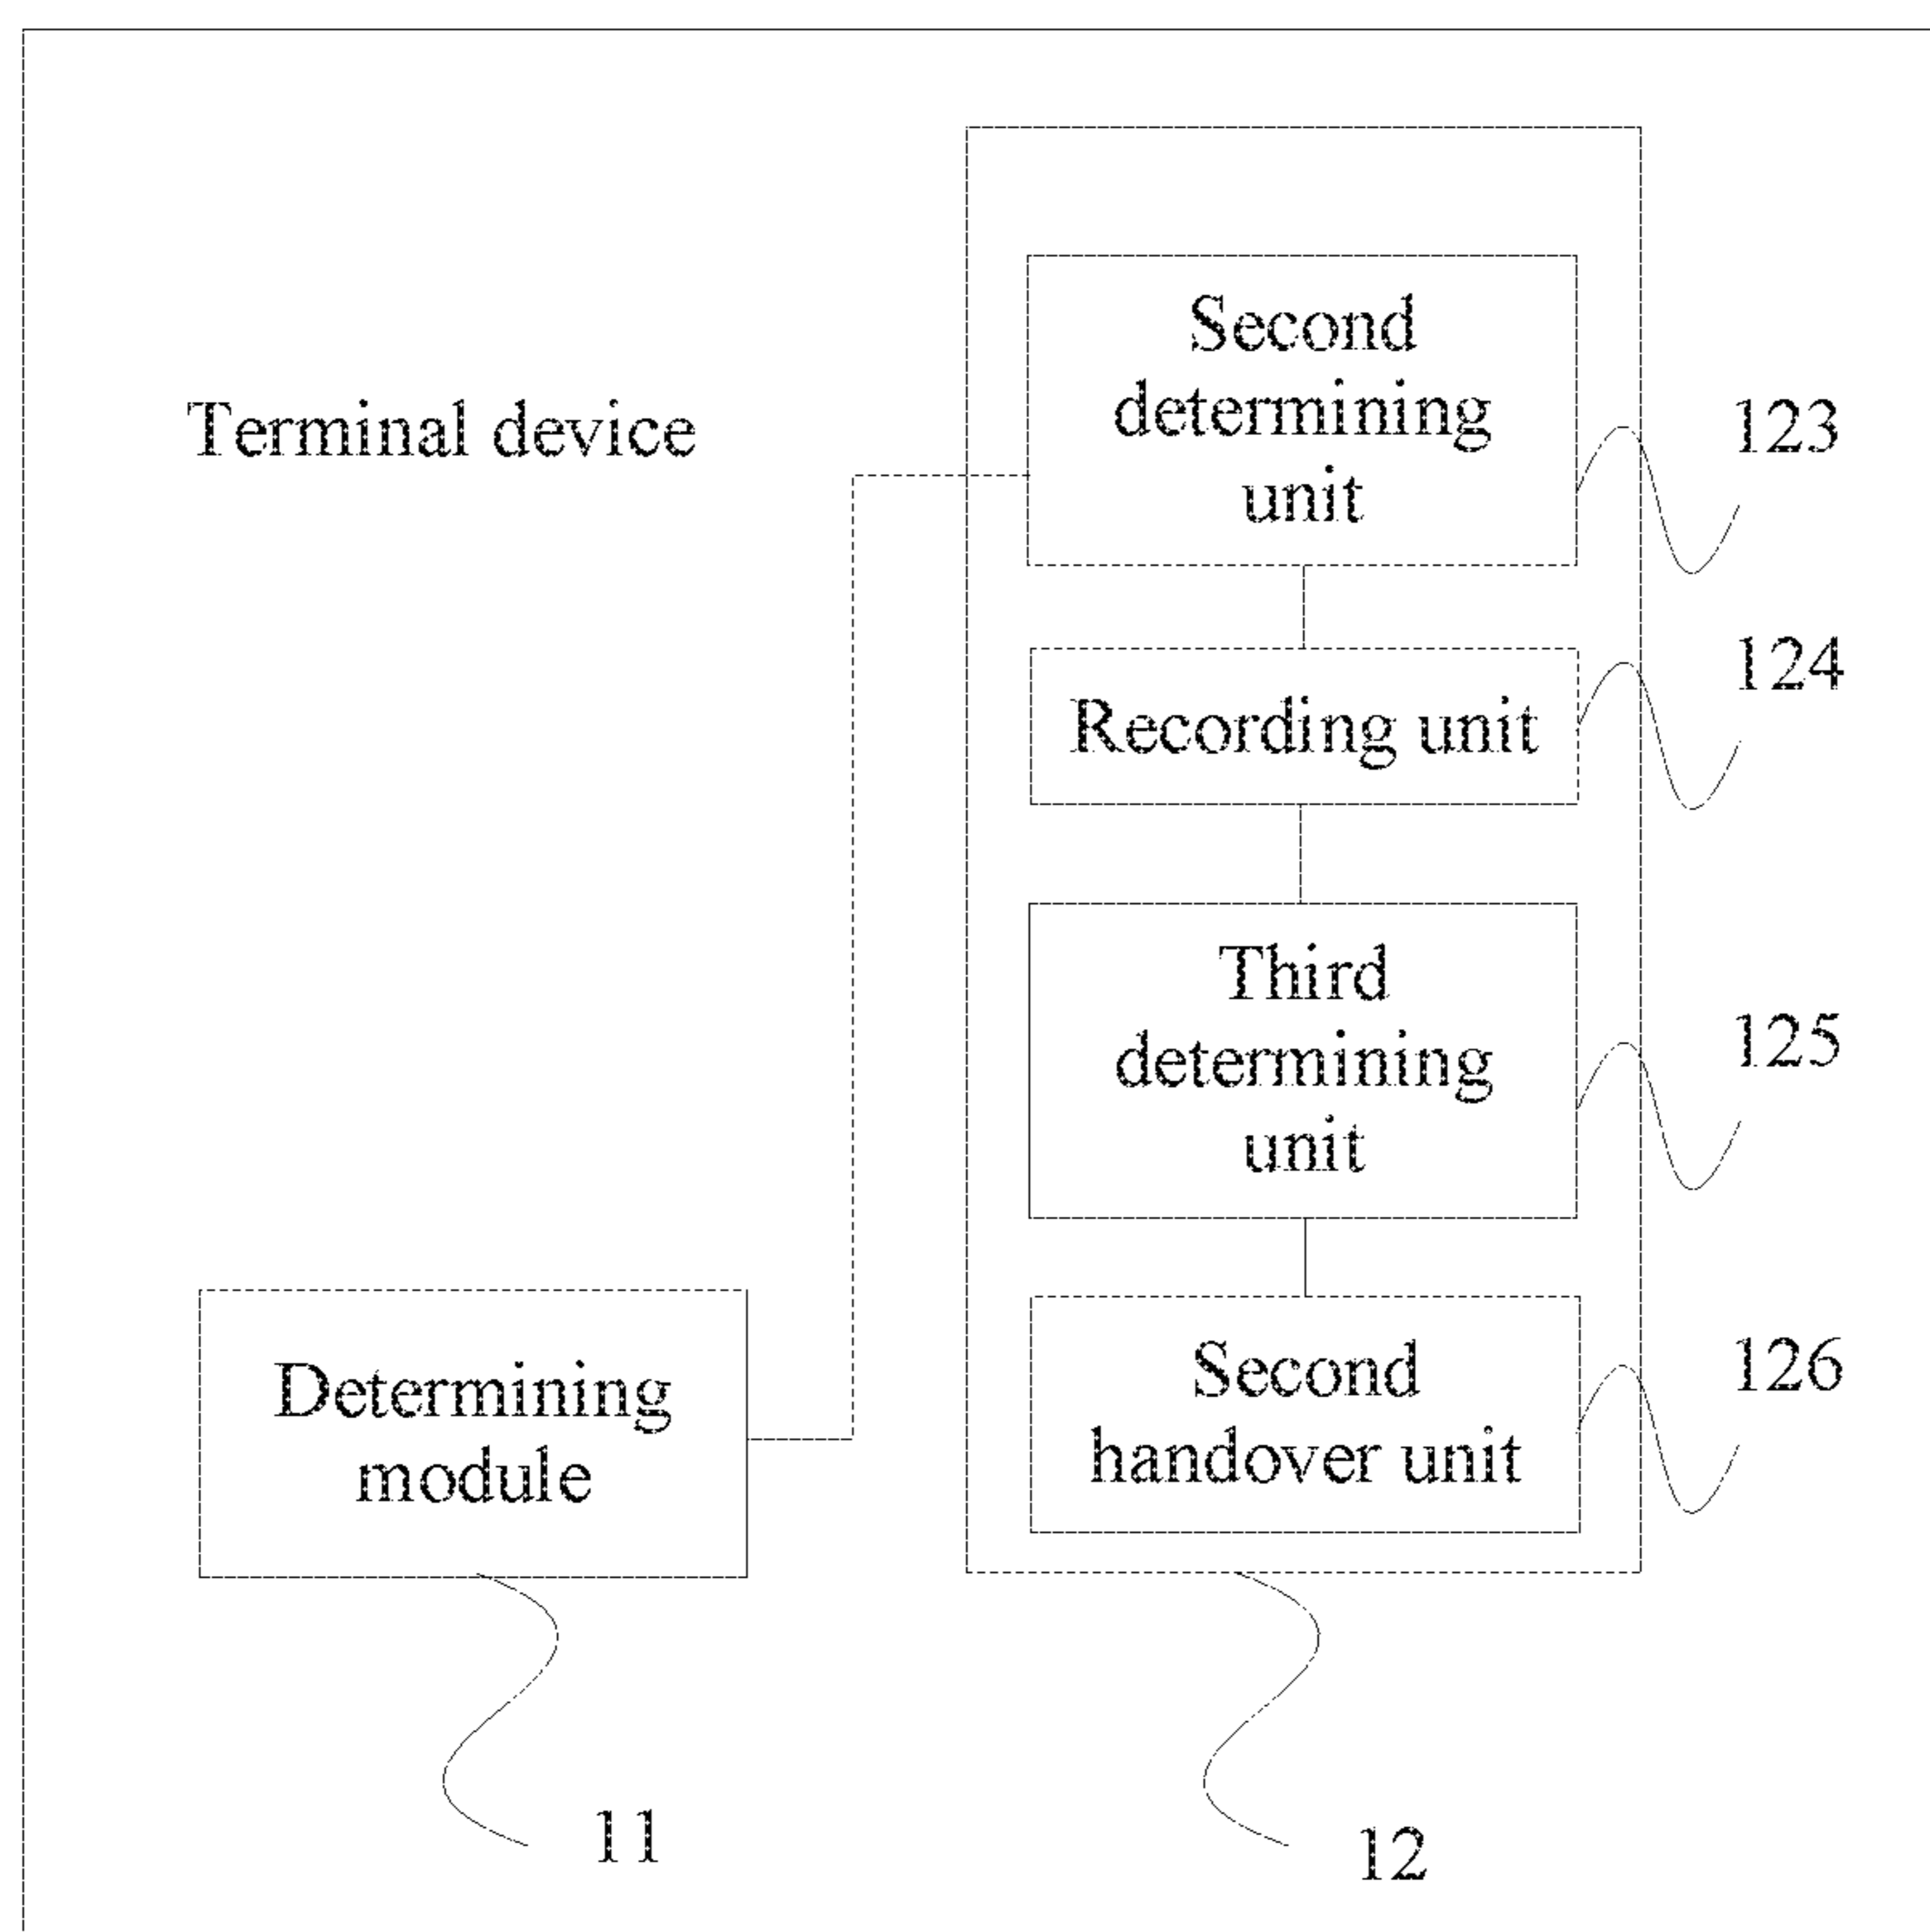 Terminal device
Second
determining
unit
123
Recording unit
124
Third
determining
unit
125
Second
handover unit
126
Determining
module
11
12